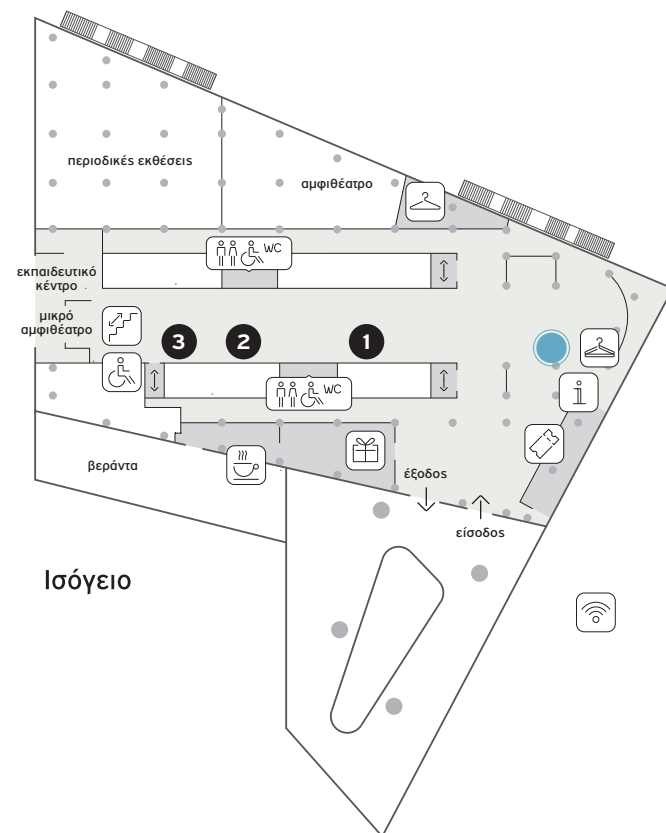 περιοδικές εκθέσεις
αμφιθέατρο
WC
εκπαιδευτικό
κέντρο
μικρό
αμφιθέατρο
3
2
1
WC
i
βεράντα
έξοδος
είσοδος
Ισόγειο